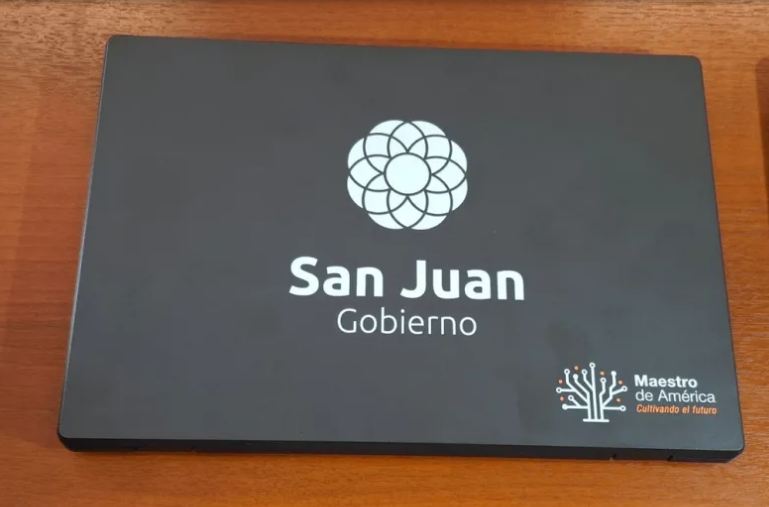 San Juan
Gobierno
Maestro
de América
Cultivando el futuro